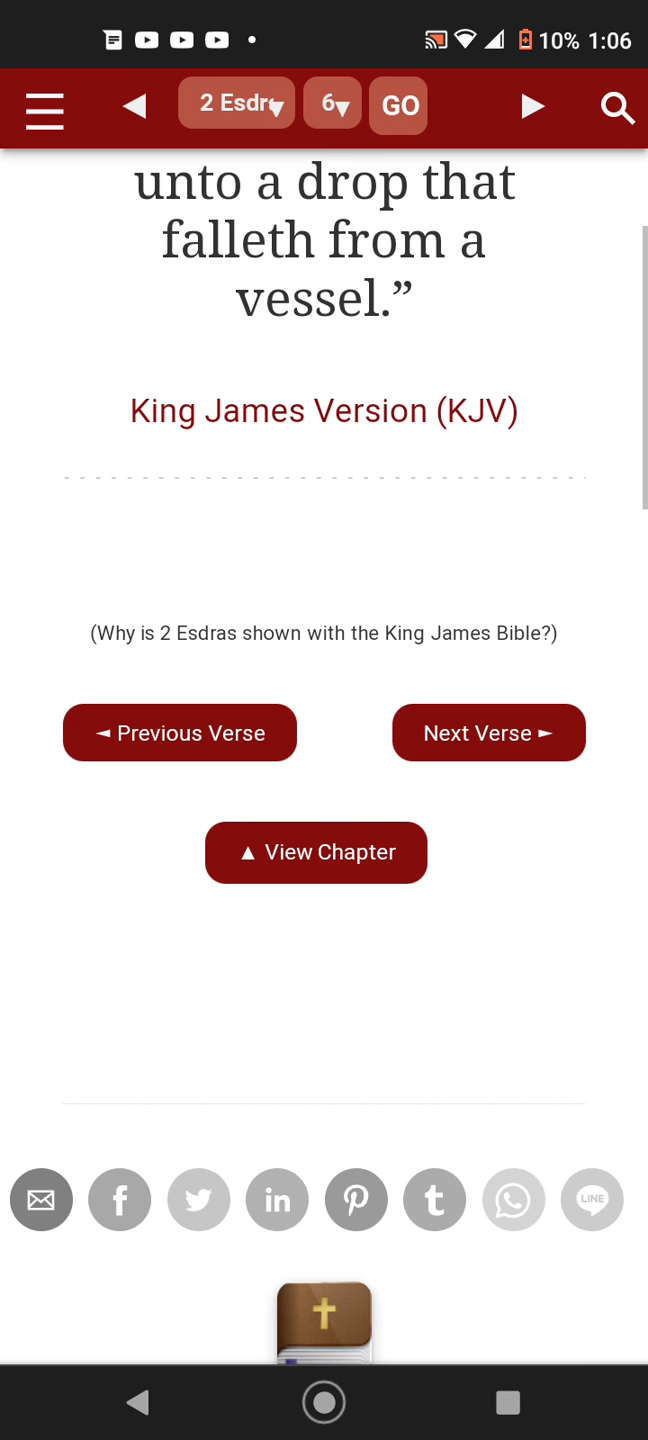 10% 1:06
2 Esdr
6
GO
unto a drop that
falleth from a
vessel.”
King James Version (KJV)
(Why is 2 Esdras shown with the King James Bible?)
◄ Previous Verse
Next Verse ►
▲ View Chapter
f
in
t
LINE